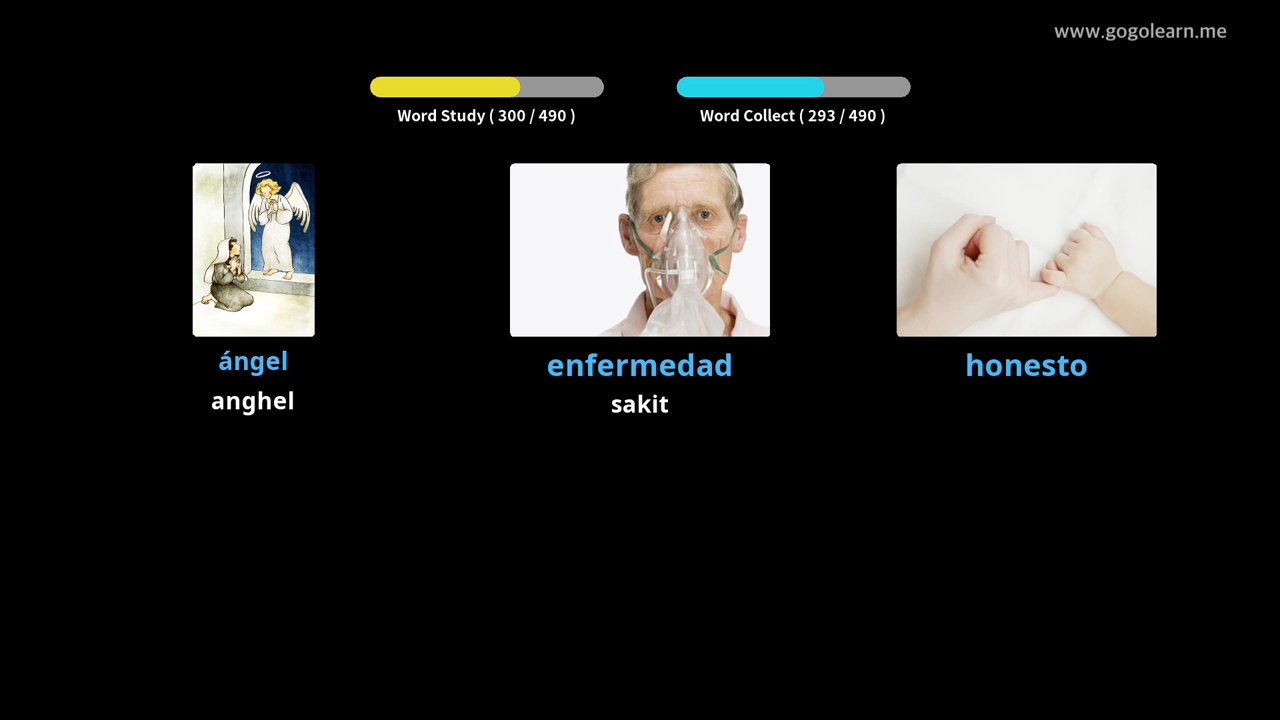 www.gogolearn.me
Word Study ( 300 / 490 )
Word Collect ( 293 / 490 )
ángel
anghel
enfermedad
sakit
honesto